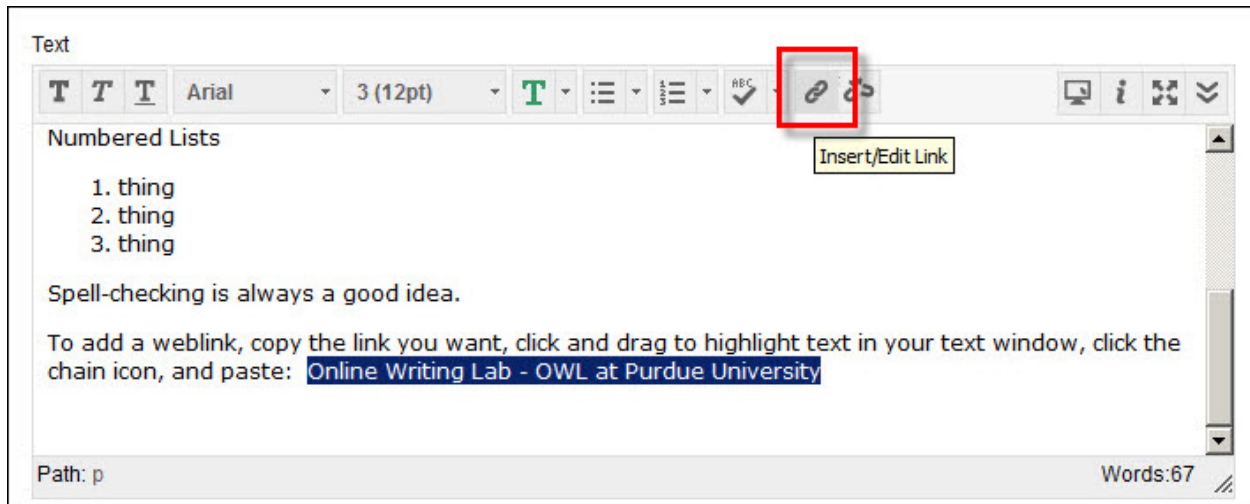 Text
T T T Arial 3 (12pt) T ABC
Insert/Edit Link
Numbered Lists
1. thing
2. thing
3. thing
Spell-checking is always a good idea.
To add a weblink, copy the link you want, click and drag to highlight text in your text window, click the
chain icon, and paste: Online Writing Lab - OWL at Purdue University
Path: p Words:67